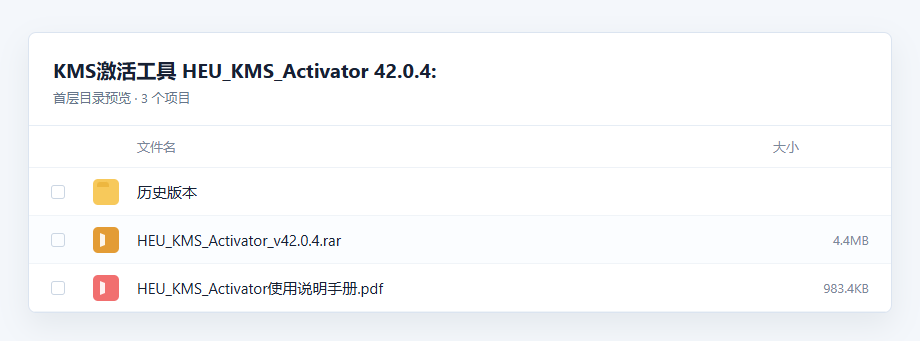 KMS激活工具 HEU_KMS_Activator 42.0.4:
首层目录预览 · 3 个项目
文件名 大小
历史版本
HEU_KMS_Activator_v42.0.4.rar 4.4MB
HEU_KMS_Activator使用说明手册.pdf 983.4KB